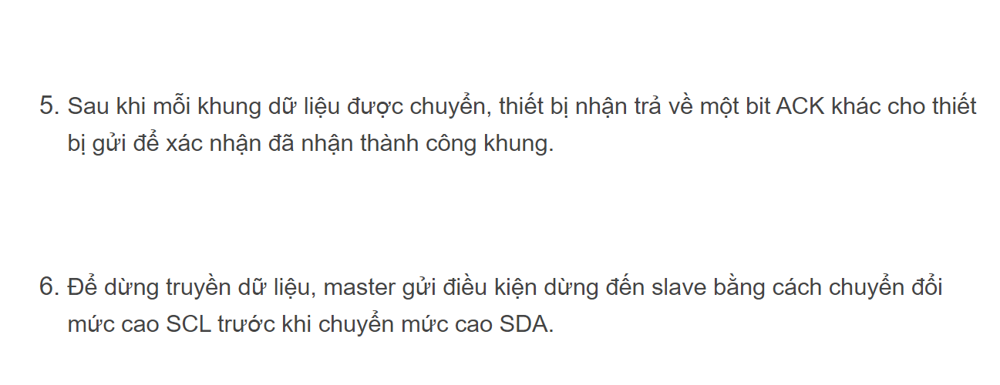 5. Sau khi mỗi khung dữ liệu được chuyển, thiết bị nhận trả về một bit ACK khác cho thiết
bị gửi để xác nhận đã nhận thành công khung.
6. Để dừng truyền dữ liệu, master gửi điều kiện dừng đến slave bằng cách chuyển đổi
mức cao SCL trước khi chuyển mức cao SDA.